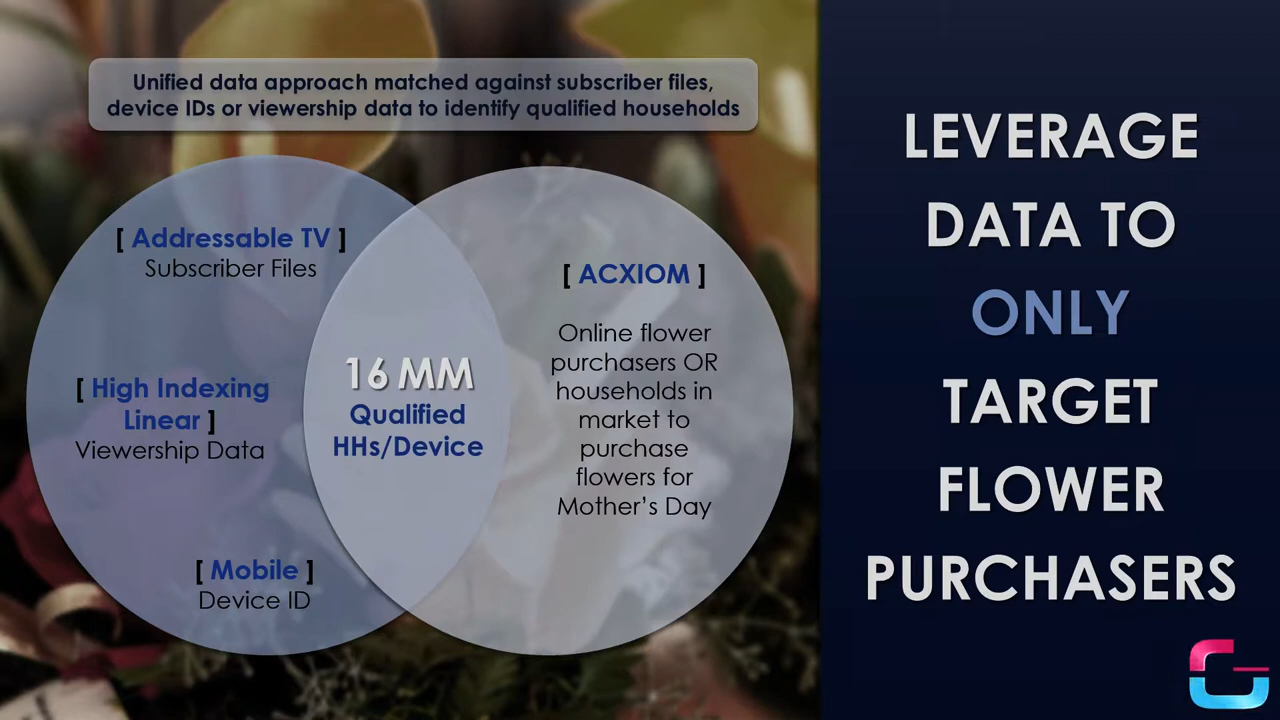 Unified data approach matched against subscriber files,
device IDs or viewership data to identify qualified households
[ Addressable TV ]
Subscriber Files
[ High Indexing
Linear ]
Viewership Data
[ Mobile ]
Device ID
16 MM
Qualified
HHs/Device
[ ACXIOM ]
Online flower
purchasers OR
households in
market to
purchase
flowers for
Mother’s Day
LEVERAGE
DATA TO
ONLY
TARGET
FLOWER
PURCHASERS